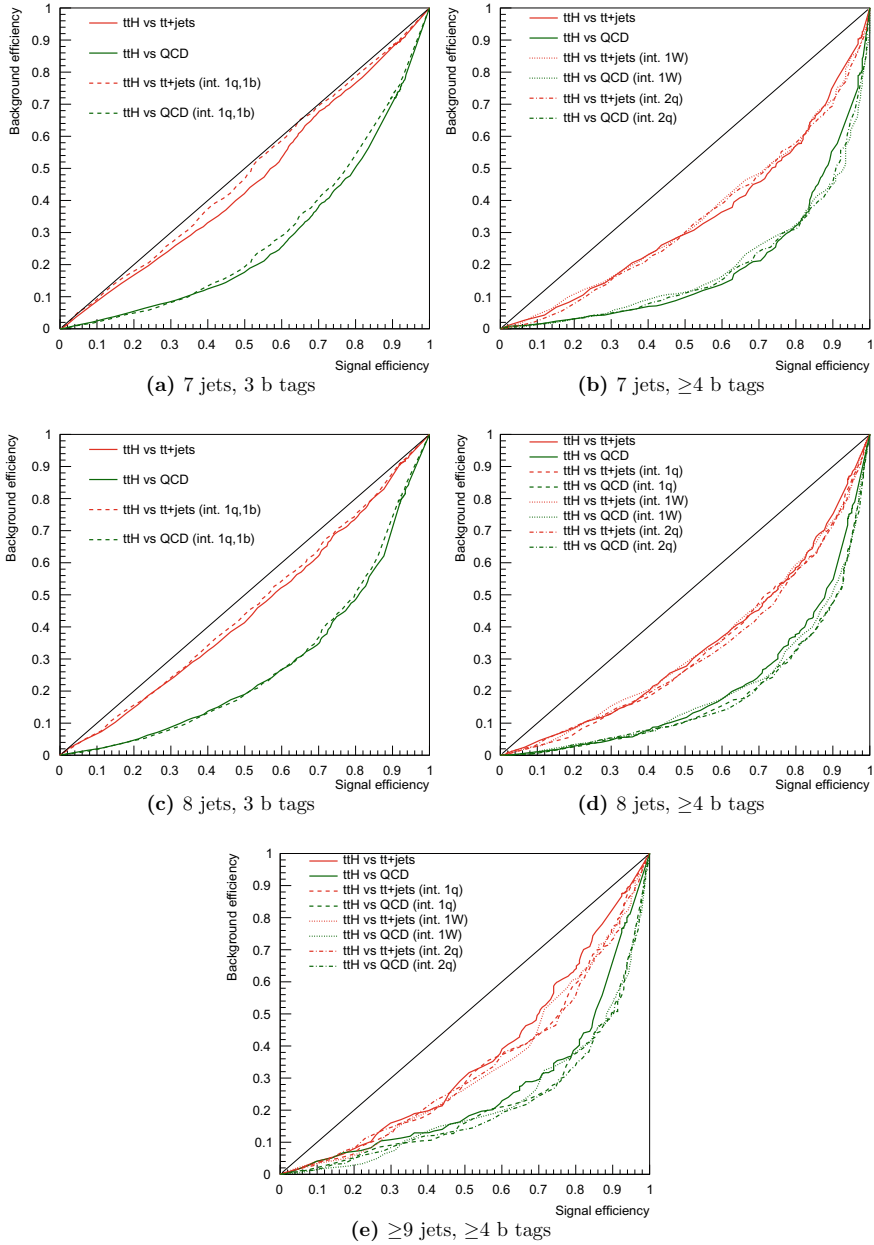 Background efficiency
1
0.9
0.8
0.7
0.6
0.5
0.4
0.3
0.2
0.1
0
ttH vs tt+jets
ttH vs QCD
ttH vs tt+jets (int. 1q,1b)
ttH vs QCD (int. 1q,1b)
0 0.1 0.2 0.3 0.4 0.5 0.6 0.7 0.8 0.9 1
Signal efficiency
(a) 7 jets, 3 b tags
Background efficiency
1
0.9
0.8
0.7
0.6
0.5
0.4
0.3
0.2
0.1
0
ttH vs tt+jets
ttH vs QCD
ttH vs tt+jets (int. 1W)
ttH vs QCD (int. 1W)
ttH vs tt+jets (int. 2q)
ttH vs QCD (int. 2q)
0 0.1 0.2 0.3 0.4 0.5 0.6 0.7 0.8 0.9 1
Signal efficiency
(b) 7 jets, ≥4 b tags
Background efficiency
1
0.9
0.8
0.7
0.6
0.5
0.4
0.3
0.2
0.1
0
ttH vs tt+jets
ttH vs QCD
ttH vs tt+jets (int. 1q,1b)
ttH vs QCD (int. 1q,1b)
0 0.1 0.2 0.3 0.4 0.5 0.6 0.7 0.8 0.9 1
Signal efficiency
(c) 8 jets, 3 b tags
Background efficiency
1
0.9
0.8
0.7
0.6
0.5
0.4
0.3
0.2
0.1
0
ttH vs tt+jets
ttH vs QCD
ttH vs tt+jets (int. 1q)
ttH vs QCD (int. 1q)
ttH vs tt+jets (int. 1W)
ttH vs QCD (int. 1W)
ttH vs tt+jets (int. 2q)
ttH vs QCD (int. 2q)
0 0.1 0.2 0.3 0.4 0.5 0.6 0.7 0.8 0.9 1
Signal efficiency
(d) 8 jets, ≥4 b tags
Background efficiency
1
0.9
0.8
0.7
0.6
0.5
0.4
0.3
0.2
0.1
0
ttH vs tt+jets
ttH vs QCD
ttH vs tt+jets (int. 1q)
ttH vs QCD (int. 1q)
ttH vs tt+jets (int. 1W)
ttH vs QCD (int. 1W)
ttH vs tt+jets (int. 2q)
ttH vs QCD (int. 2q)
0 0.1 0.2 0.3 0.4 0.5 0.6 0.7 0.8 0.9 1
Signal efficiency
(e) ≥9 jets, ≥4 b tags